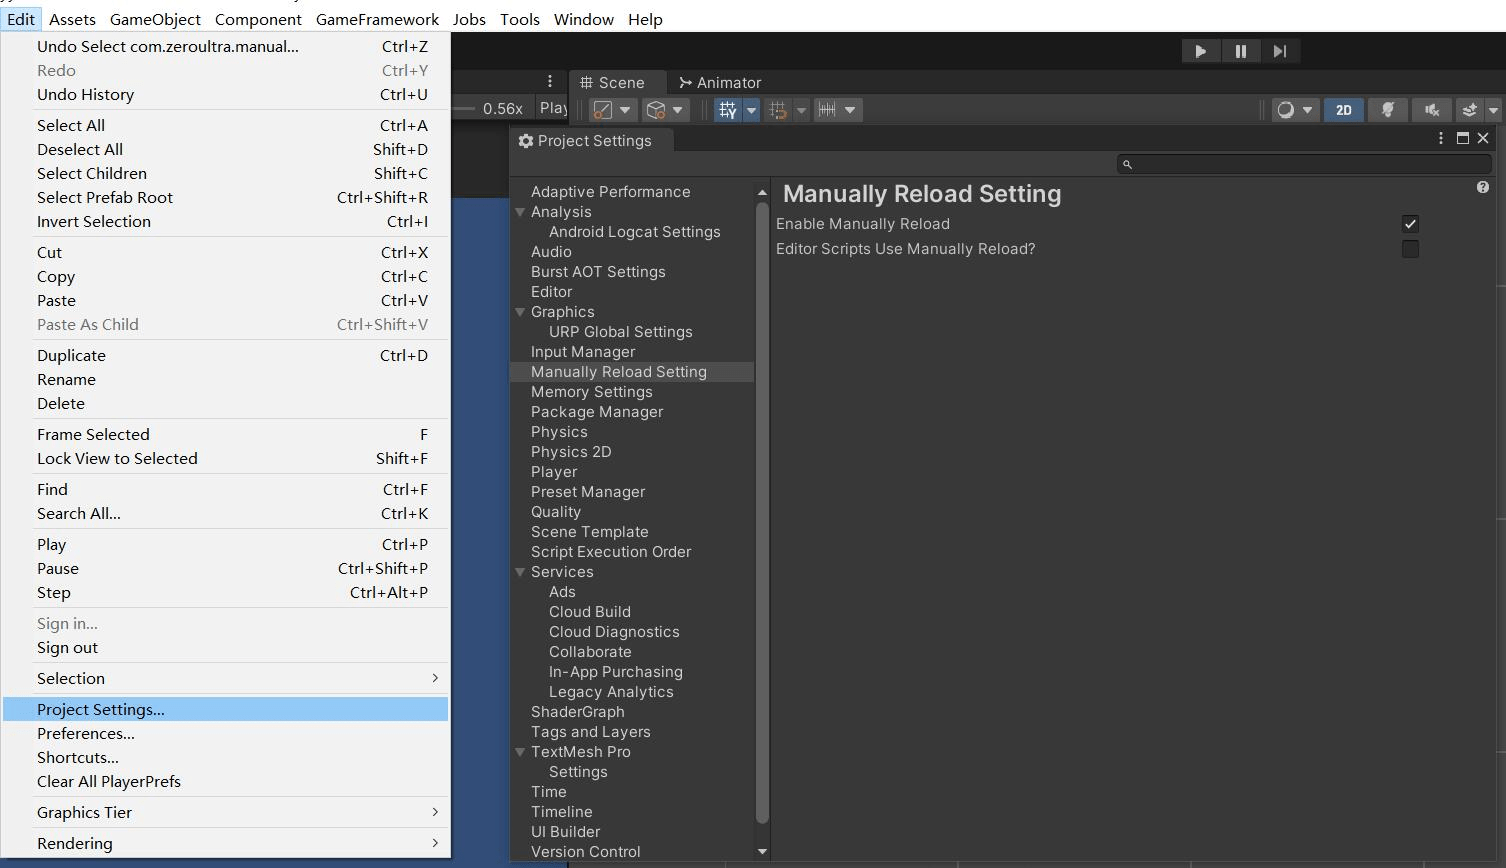 Edit Assets GameObject Component GameFramework Jobs Tools Window Help
Undo Select com.zeroultra.manual... Ctrl+Z
Redo Ctrl+Y
Undo History Ctrl+U
Select All Ctrl+A
Deselect All Shift+D
Select Children Shift+C
Select Prefab Root Ctrl+Shift+R
Invert Selection Ctrl+I
Cut Ctrl+X
Copy Ctrl+C
Paste Ctrl+V
Paste As Child Ctrl+Shift+V
Duplicate Ctrl+D
Rename
Delete
Frame Selected F
Lock View to Selected Shift+F
Find Ctrl+F
Search All... Ctrl+K
Play Ctrl+P
Pause Ctrl+Shift+P
Step Ctrl+Alt+P
Sign in...
Sign out
Selection
Project Settings...
Preferences...
Shortcuts...
Clear All PlayerPrefs
Graphics Tier
Rendering
Scene Animator
0.56x Play
2D
Project Settings
Adaptive Performance
Analysis
Android Logcat Settings
Audio
Burst AOT Settings
Editor
Graphics
URP Global Settings
Input Manager
Manually Reload Setting
Memory Settings
Package Manager
Physics
Physics 2D
Player
Preset Manager
Quality
Scene Template
Script Execution Order
Services
Ads
Cloud Build
Cloud Diagnostics
Collaborate
In-App Purchasing
Legacy Analytics
ShaderGraph
Tags and Layers
TextMesh Pro
Settings
Time
Timeline
UI Builder
Version Control
Manually Reload Setting
Enable Manually Reload
Editor Scripts Use Manually Reload?